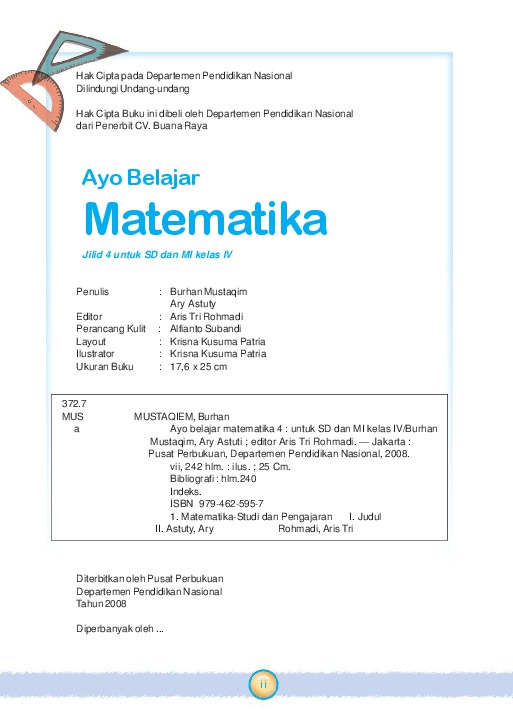 Hak Cipta pada Departemen Pendidikan Nasional
Dilindungi Undang-undang
Hak Cipta Buku ini dibeli oleh Departemen Pendidikan Nasional
dari Penerbit CV. Buana Raya
Ayo Belajar
Matematika
Jilid 4 untuk SD dan MI kelas IV
Penulis : Burhan Mustaqim
Ary Astuty
Editor : Aris Tri Rohmadi
Perancang Kulit : Alfianto Subandi
Layout : Krisna Kusuma Patria
Ilustrator : Krisna Kusuma Patria
Ukuran Buku : 17,6 x 25 cm
372.7
MUS MUSTAQIEM, Burhan
a Ayo belajar matematika 4 : untuk SD dan MI kelas IV/Burhan
Mustaqim, Ary Astuti ; editor Aris Tri Rohmadi. — Jakarta :
Pusat Perbukuan, Departemen Pendidikan Nasional, 2008.
vii, 242 hlm. : ilus. ; 25 Cm.
Bibliografi : hlm.240
Indeks.
ISBN 979-462-595-7
1. Matematika-Studi dan Pengajaran I. Judul
II. Astuty, Ary Rohmadi, Aris Tri
Diterbitkan oleh Pusat Perbukuan
Departemen Pendidikan Nasional
Tahun 2008
Diperbanyak oleh ...
ii